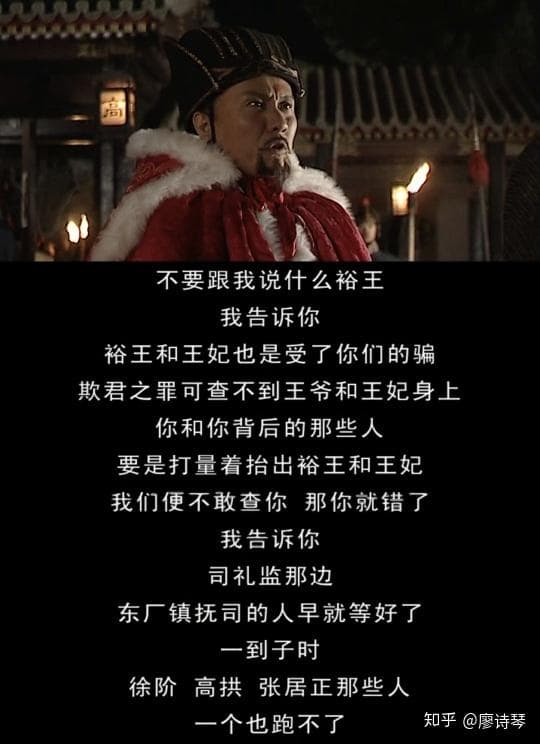 高
不要跟我说什么裕王
我告诉你
裕王和王妃也是受了你们的骗
欺君之罪可查不到王爷和王妃身上
你和你背后的那些人
要是打量着抬出裕王和王妃
我们便不敢查你 那你就错了
我告诉你
司礼监那边
东厂镇抚司的人早就等好了
一到子时
徐阶 高拱 张居正那些人
一个也跑不了
知乎 @廖诗琴